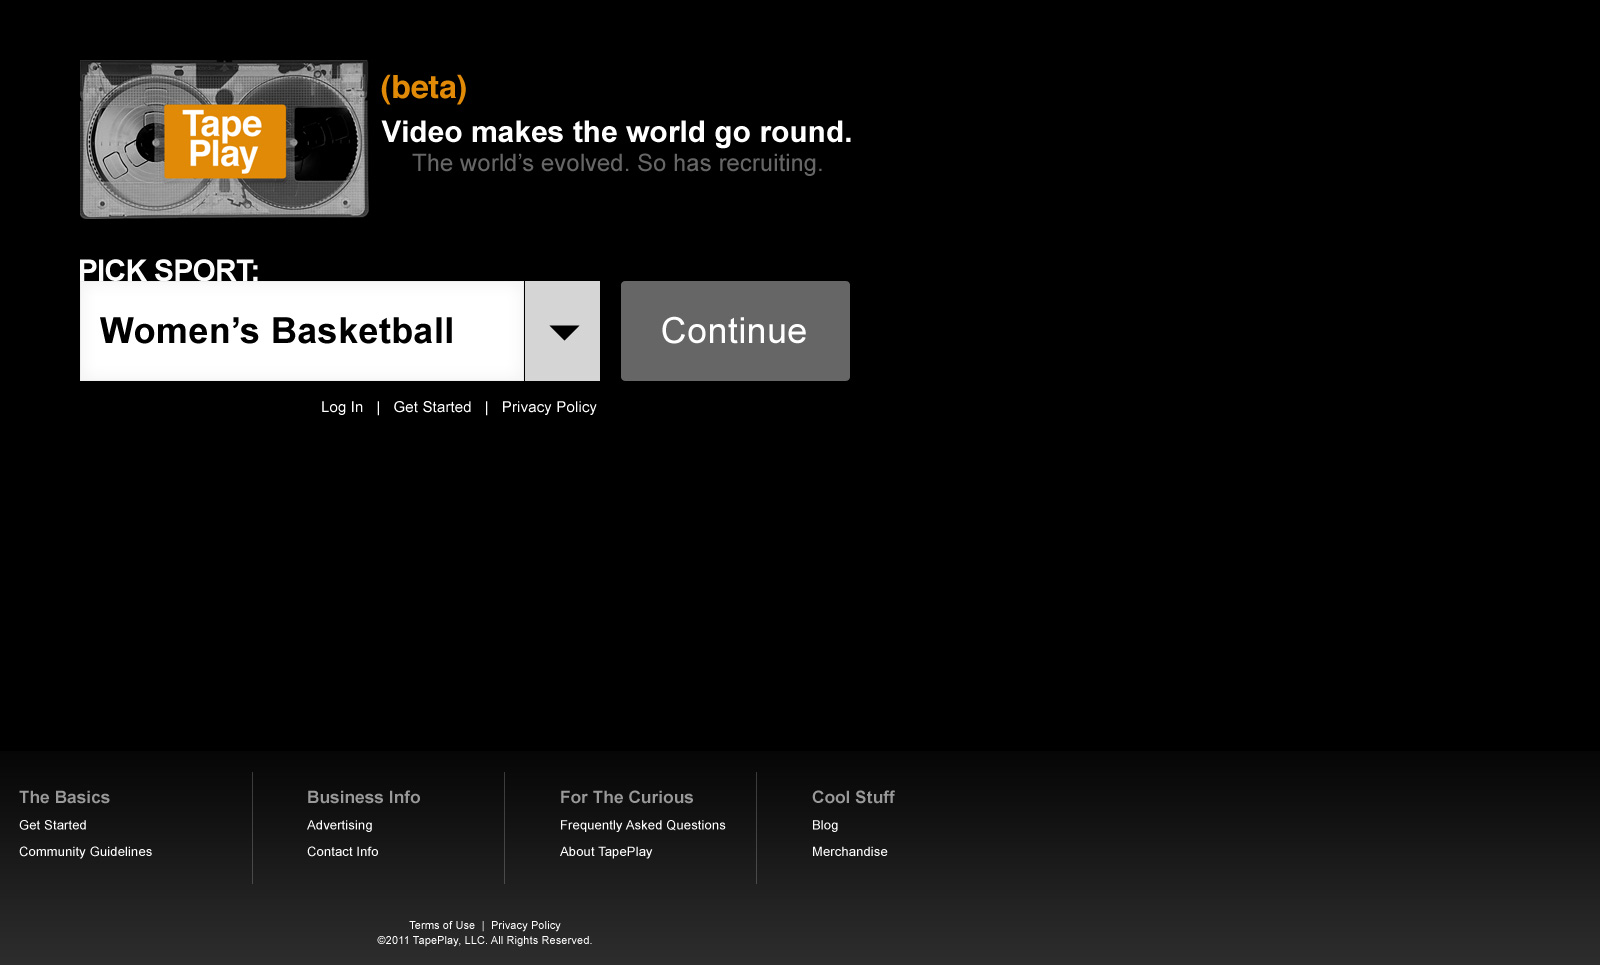 Tape
Play
(beta)
Video makes the world go round.
The world’s evolved. So has recruiting.
PICK SPORT:
Women’s Basketball
Continue
Log In | Get Started | Privacy Policy
The Basics
Get Started
Community Guidelines
Business Info
Advertising
Contact Info
For The Curious
Frequently Asked Questions
About TapePlay
Cool Stuff
Blog
Merchandise
Terms of Use | Privacy Policy
©2011 TapePlay, LLC. All Rights Reserved.